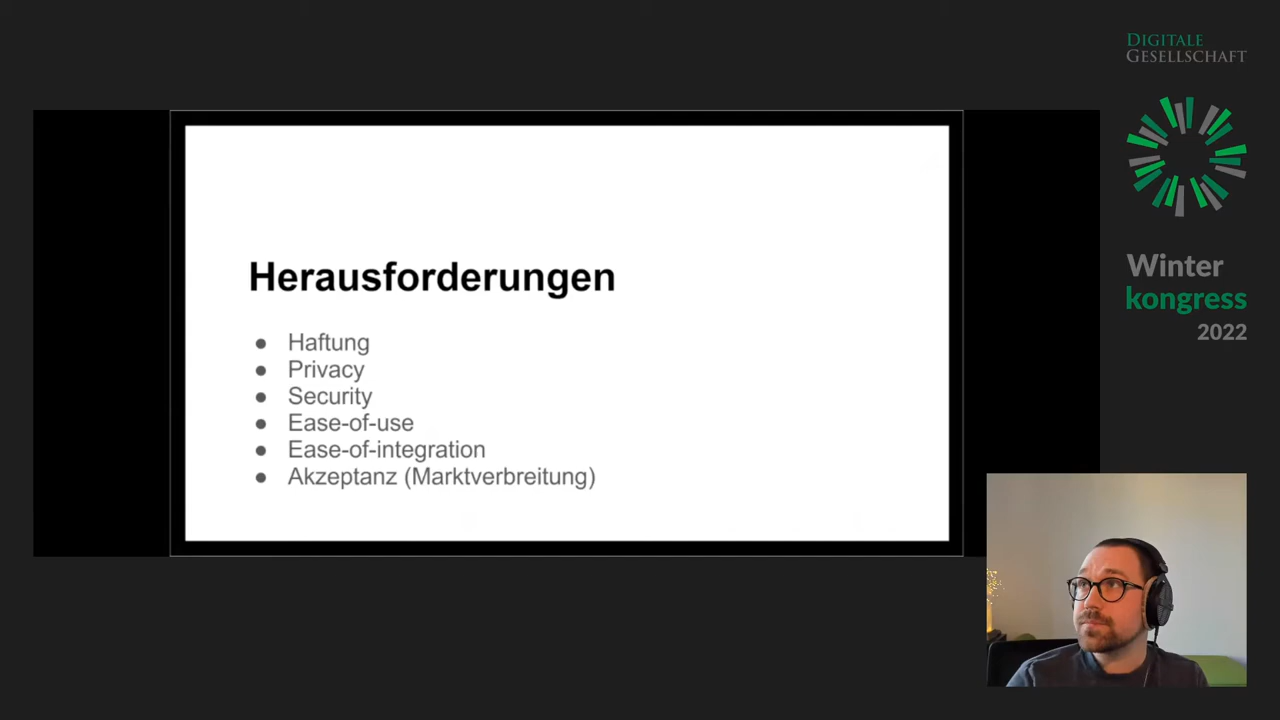 DIGITALE
GESELLSCHAFT
Winter
kongress
2022
Herausforderungen
● Haftung
● Privacy
● Security
● Ease-of-use
● Ease-of-integration
● Akzeptanz (Marktverbreitung)